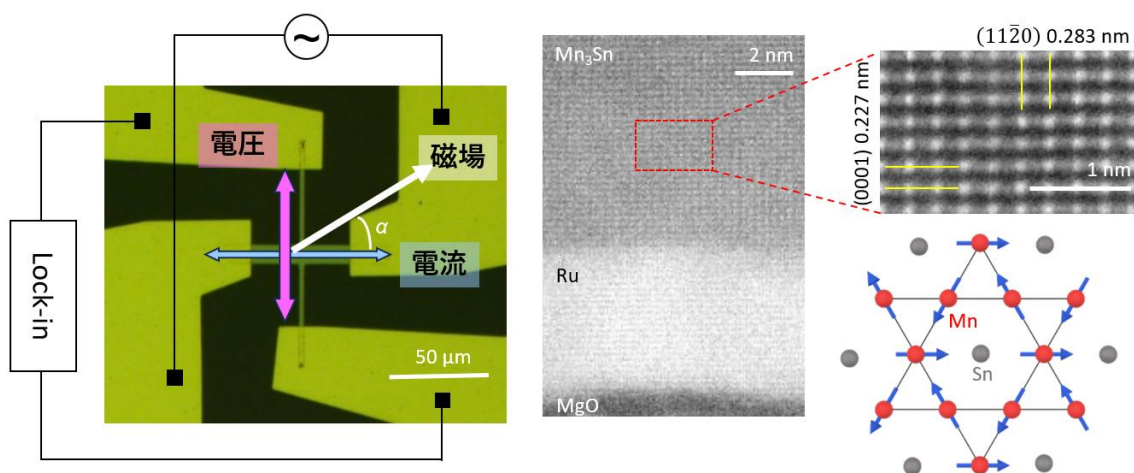 ~
電圧
磁場
α
電流
Lock-in
50 μm
Mn₃Sn
2 nm
Ru
MgO
(112̅0) 0.283 nm
(0001) 0.227 nm
1 nm
Mn
Sn